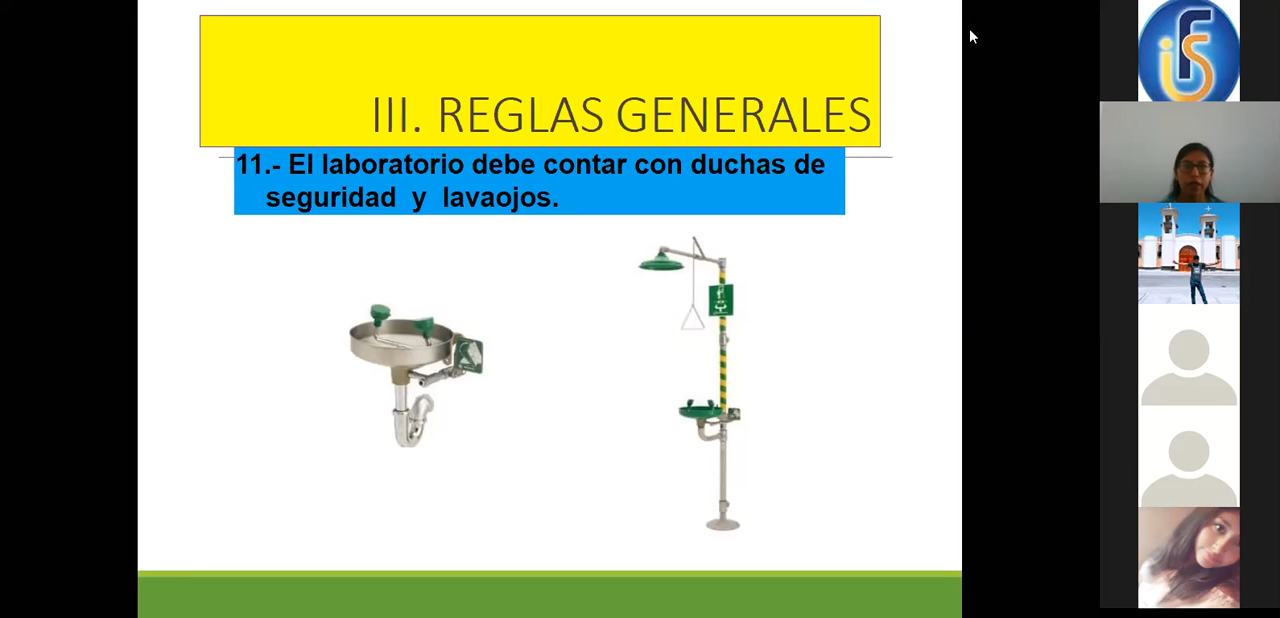 III. REGLAS GENERALES
11.- El laboratorio debe contar con duchas de
seguridad y lavaojos.